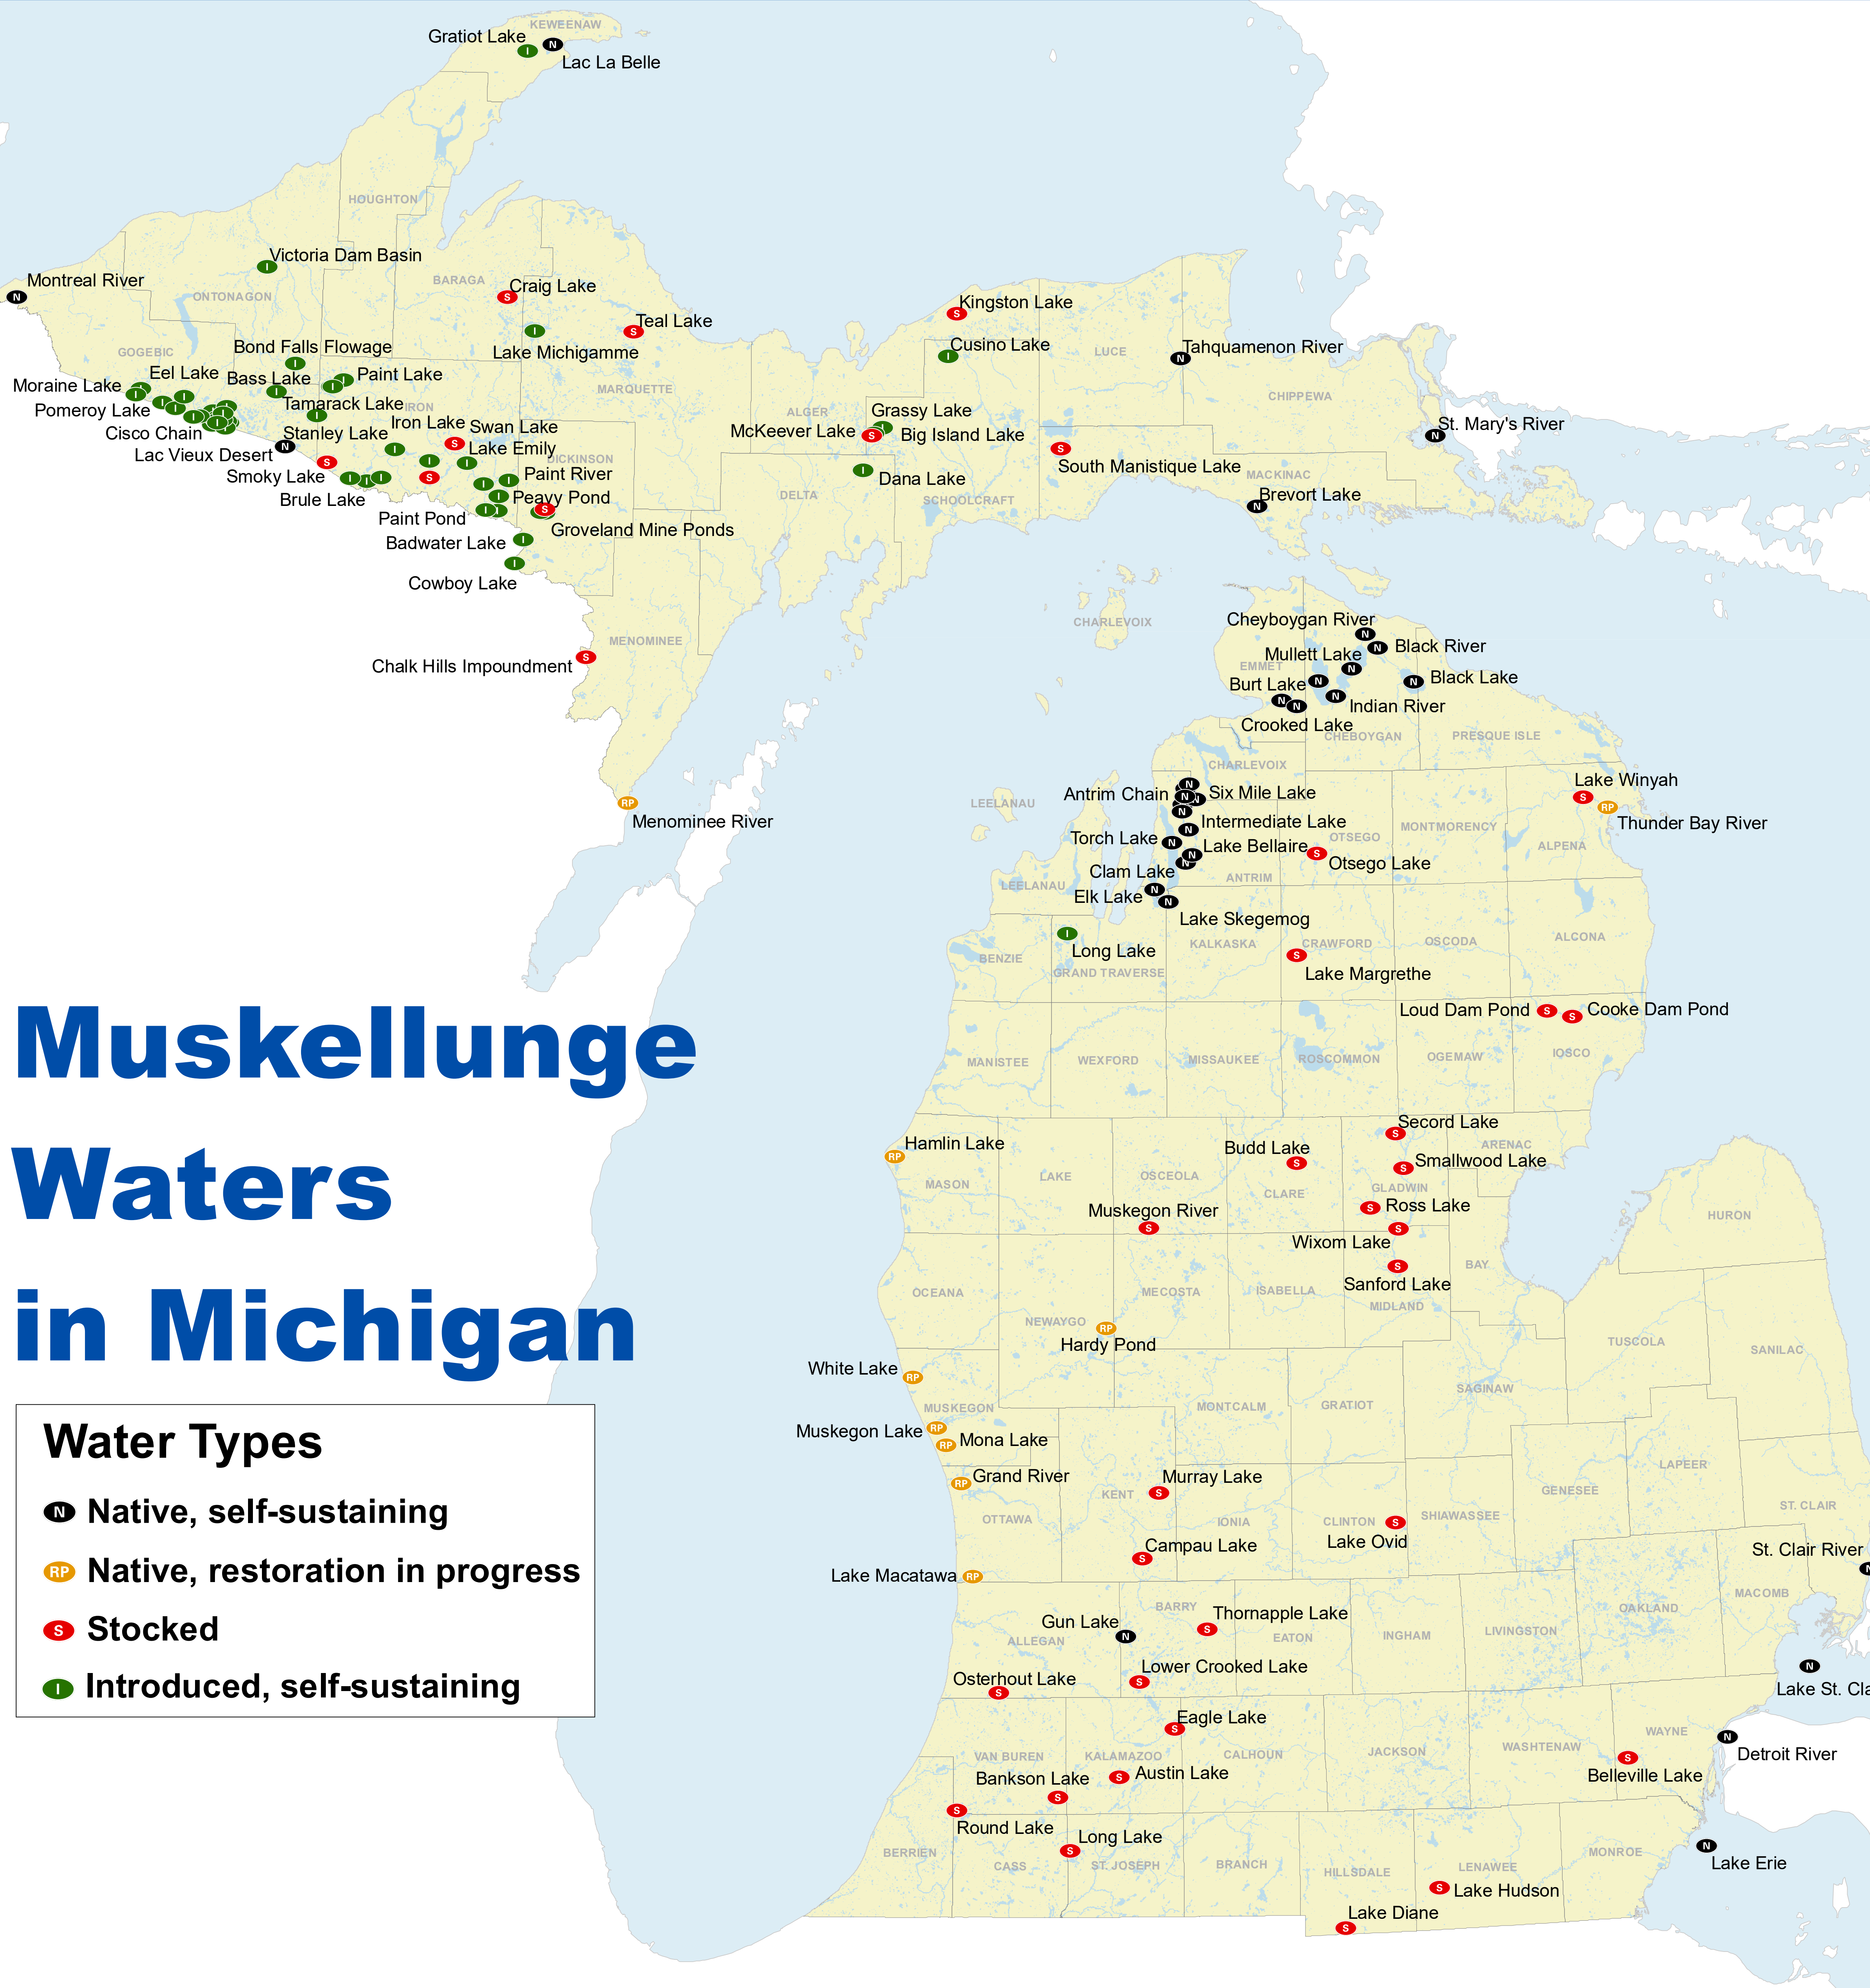 KEWEENAW
Gratiot Lake
N
I
Lac La Belle
HOUGHTON
Victoria Dam Basin
I
Montreal River
N
ONTONAGON
BARAGA
Craig Lake
S
Teal Lake
S
I
Lake Michigamme
Kingston Lake
S
Cusino Lake
I
LUCE
Tahquamenon River
N
GOGEBIC
Bond Falls Flowage
I
Eel Lake
Bass Lake
Paint Lake
I
I
Moraine Lake
I
I
MARQUETTE
CHIPPEWA
Pomeroy Lake
I
I
I
Tamarack Lake
I
IRON
ALGER
Grassy Lake
Iron Lake
Swan Lake
McKeever Lake
S
I
Big Island Lake
St. Mary's River
N
Cisco Chain
I
I
I
I
Stanley Lake
I
S
Lake Emily
Lac Vieux Desert
N
I
I
DICKINSON
South Manistique Lake
S
MACKINAC
Smoky Lake
S
I
I
I
S
Paint River
I
I
Dana Lake
I
DELTA
SCHOOLCRAFT
Brule Lake
Peavy Pond
I
S
Brevort Lake
N
Paint Pond
I
I
Groveland Mine Ponds
Badwater Lake
I
Cowboy Lake
I
CHARLEVOIX
Cheyboygan River
N
MENOMINEE
Chalk Hills Impoundment
S
Black River
N
Mullett Lake
N
EMMET
Burt Lake
N
Black Lake
N
N
N
N
Indian River
Crooked Lake
CHEBOYGAN
PRESQUE ISLE
CHARLEVOIX
Lake Winyah
S
RP
Thunder Bay River
Menominee River
RP
LEELANAU
Antrim Chain
N
N
N
Six Mile Lake
N
N
Intermediate Lake
MONTMORENCY
Torch Lake
N
Lake Bellaire
N
N
OTSEGO
S
Otsego Lake
ALPENA
Clam Lake
ANTRIM
LEELANAU
Elk Lake
N
N
Lake Skegemog
I
Long Lake
BENZIE
GRAND TRAVERSE
KALKASKA
CRAWFORD
S
Lake Margrethe
OSCODA
ALCONA
Loud Dam Pond
S
S
Cooke Dam Pond
MANISTEE
WEXFORD
MISSAUKEE
ROSCOMMON
OGEMAW
IOSCO
Muskellunge
Waters
in Michigan
Secord Lake
S
Hamlin Lake
RP
Budd Lake
S
ARENAC
Smallwood Lake
S
MASON
LAKE
OSCEOLA
CLARE
GLADWIN
Ross Lake
S
Muskegon River
S
S
Wixom Lake
HURON
S
Sanford Lake
BAY
OCEANA
NEWAYGO
MECOSTA
ISABELLA
MIDLAND
RP
Hardy Pond
TUSCOLA
SANILAC
White Lake
RP
MUSKEGON
MONTCALM
GRATIOT
SAGINAW
Muskegon Lake
RP
RP
Mona Lake
Grand River
RP
Murray Lake
S
KENT
LAPEER
GENESEE
ST. CLAIR
OTTAWA
IONIA
CLINTON
S
Lake Ovid
SHIAWASSEE
Campau Lake
S
St. Clair River
N
Lake Macatawa
RP
MACOMB
BARRY
Thornapple Lake
S
OAKLAND
Gun Lake
N
ALLEGAN
EATON
INGHAM
LIVINGSTON
Lower Crooked Lake
S
N
Lake St. Cla
Osterhout Lake
S
Eagle Lake
S
WAYNE
N
Detroit River
VAN BUREN
KALAMAZOO
CALHOUN
JACKSON
WASHTENAW
S
Belleville Lake
Bankson Lake
S
Austin Lake
S
S
Round Lake
Long Lake
S
N
Lake Erie
BERRIEN
CASS
ST. JOSEPH
BRANCH
HILLSDALE
LENAWEE
MONROE
S
Lake Hudson
Lake Diane
S
Water Types
N Native, self-sustaining
RP Native, restoration in progress
S Stocked
I Introduced, self-sustaining